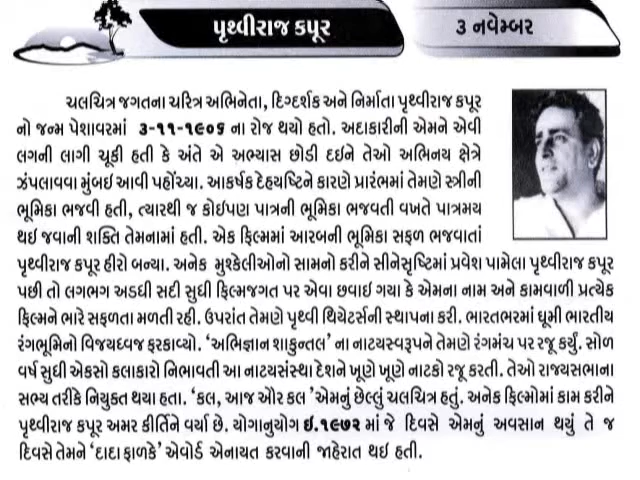 પૃથ્વીરાજ કપૂર
૩ નવેમ્બર
ચલચિત્ર જગતના ચરિત્ર અભિનેતા, દિગ્દર્શક અને નિર્માતા પૃથ્વીરાજ કપૂર
નો જન્મ પેશાવરમાં ૩-૧૧-૧૯૦૬ ના રોજ થયો હતો. અદાકારીની એમને એવી
લગની લાગી ચૂકી હતી કે અંતે એ અભ્યાસ છોડી દઇને તેઓ અભિનય ક્ષેત્રે
ઝંપલાવવા મુંબઇ આવી પહોંચ્યા. આકર્ષક દેહયષ્ટિને કારણે પ્રારંભમાં તેમણે સ્ત્રીની
ભૂમિકા ભજવી હતી, ત્યારથી જ કોઇપણ પાત્રની ભૂમિકા ભજવતી વખતે પાત્રમય
થઇ જવાની શક્તિ તેમનામાં હતી. એક ફિલ્મમાં આરબની ભૂમિકા સફળ ભજવાતાં
પૃથ્વીરાજ કપૂર હીરો બન્યા. અનેક મુશ્કેલીઓનો સામનો કરીને સીનેસૃષ્ટિમાં પ્રવેશ પામેલા પૃથ્વીરાજ કપૂર
પછી તો લગભગ અડધી સદી સુધી ફિલ્મજગત પર એવા છવાઇ ગયા કે એમના નામ અને કામવાળી પ્રત્યેક
ફિલ્મને ભારે સફળતા મળતી રહી. ઉપરાંત તેમણે પૃથ્વી થિયેટર્સની સ્થાપના કરી. ભારતભરમાં ઘૂમી ભારતીય
રંગભૂમિનો વિજયધ્વજ ફરકાવ્યો. 'અભિજ્ઞાન શાકુન્તલ' ના નાટ્યસ્વરૂપને તેમણે રંગમંચ પર રજૂ કર્યું. સોળ
વર્ષ સુધી એકસો કલાકારો નિભાવતી આ નાટ્યસંસ્થા દેશને ખૂણે ખૂણે નાટકો રજૂ કરતી. તેઓ રાજ્યસભાના
સભ્ય તરીકે નિયુક્ત થયા હતા. 'કલ, આજ ઔર કલ' એમનું છેલ્લું ચલચિત્ર હતું. અનેક ફિલ્મોમાં કામ કરીને
પૃથ્વીરાજ કપૂર અમર કીર્તિને વર્યા છે. યોગાનુયોગ ઇ.૧૯૭૨ માં જે દિવસે એમનું અવસાન થયું તે જ
દિવસે તેમને 'દાદા ફાળકે' એવોર્ડ એનાયત કરવાની જાહેરાત થઇ હતી.